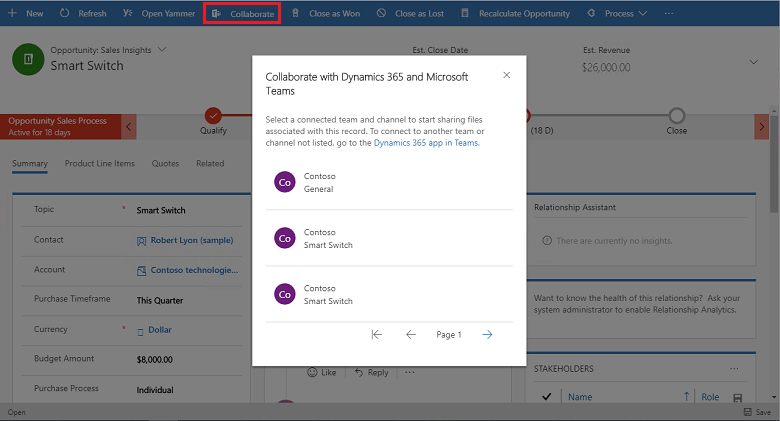 New
Refresh
Open Yammer
Collaborate
Close as Won
Close as Lost
Recalculate Opportunity
Process
Opportunity: Sales Insights
Smart Switch
Est. Close Date
Est. Revenue
$26,000.00
Opportunity Sales Process
Active for 18 days
Qualify
(18 D)
Close
Summary
Product Line Items
Quotes
Related
Collaborate with Dynamics 365 and Microsoft
Teams
Select a connected team and channel to start sharing files
associated with this record. To connect to another team or
channel not listed, go to the Dynamics 365 app in Teams.
Co
Contoso
General
Co
Contoso
Smart Switch
Co
Contoso
Smart Switch
Page 1
Topic * Smart Switch
Contact Robert Lyon (sample)
Account Contoso technologie...
Purchase Timeframe This Quarter
Currency * Dollar
Budget Amount $8,000.00
Purchase Process Individual
Like
Reply
Relationship Assistant
There are currently no insights.
Want to know the health of this relationship? Ask your
system administrator to enable Relationship Analytics.
STAKEHOLDERS
Name
Role
Open
Save